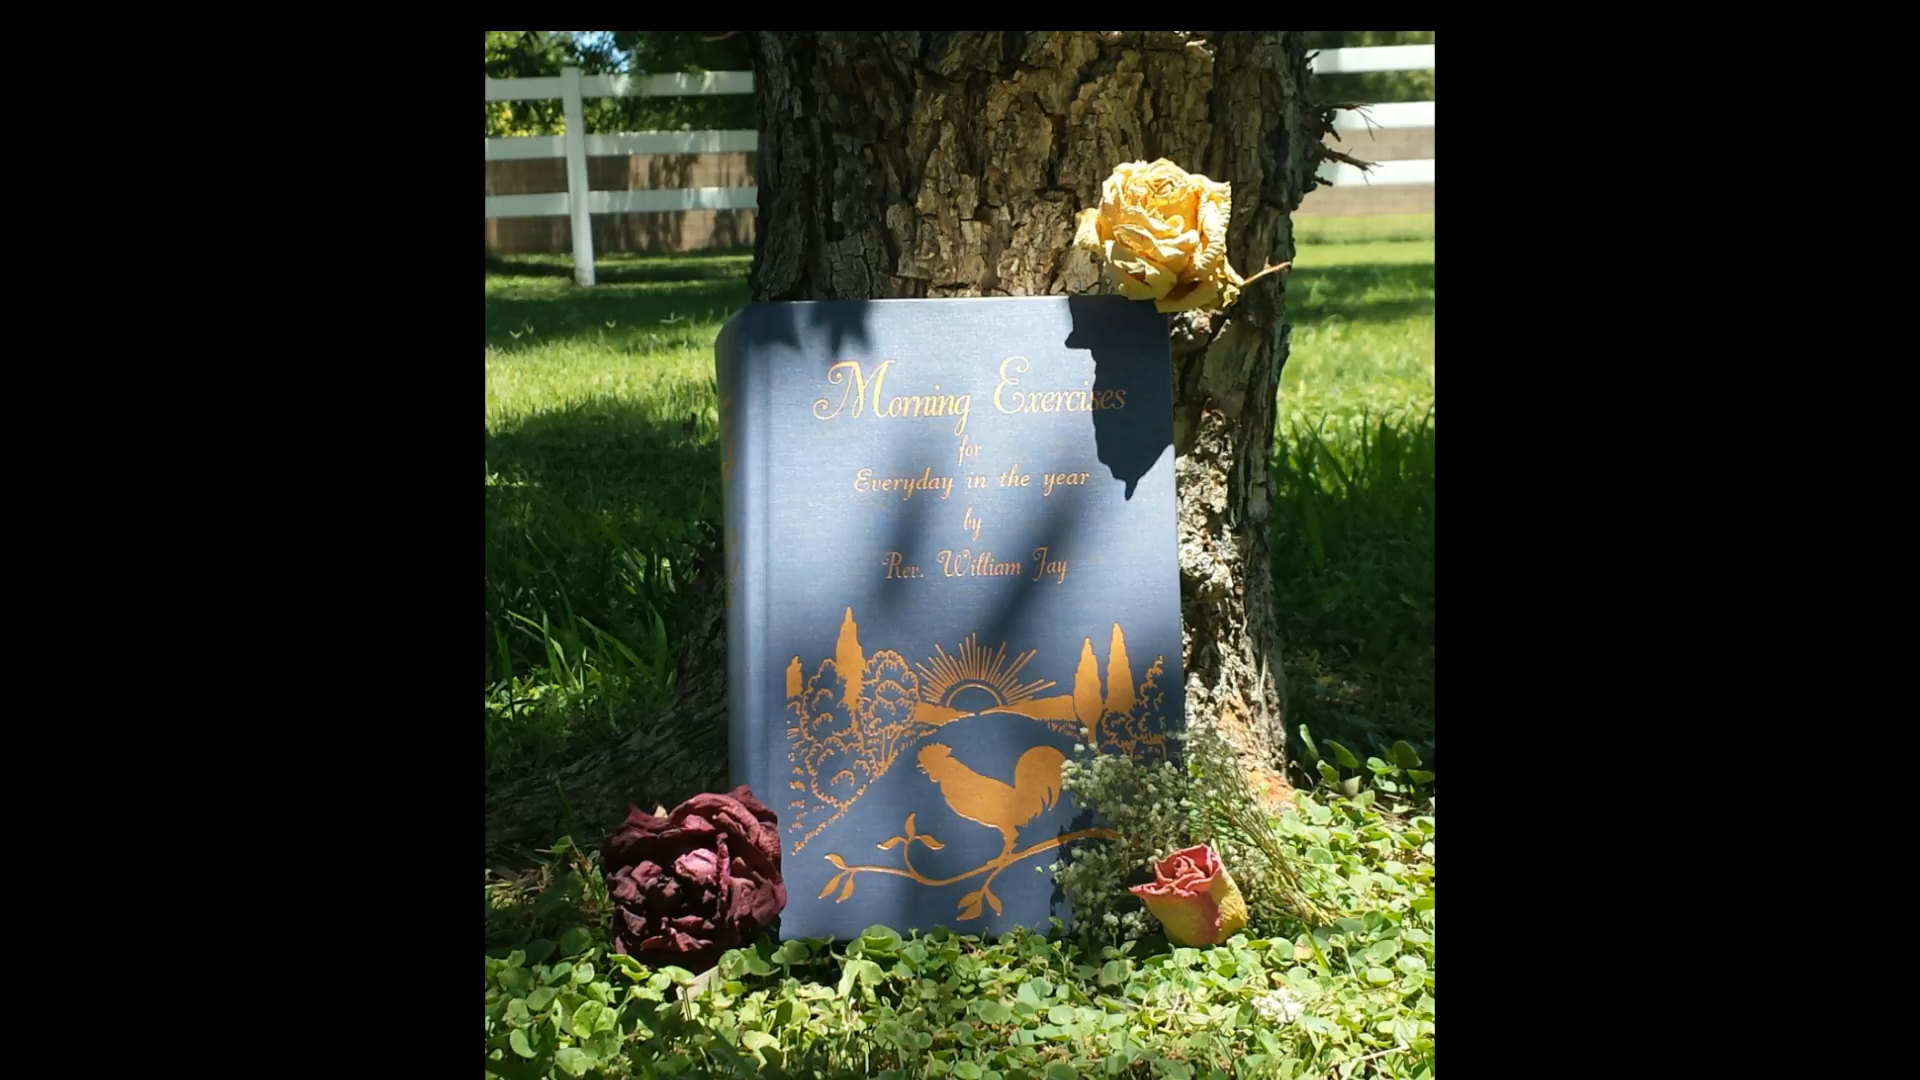 Morning Exercises
for
Everyday in the year
by
Rev. William Jay